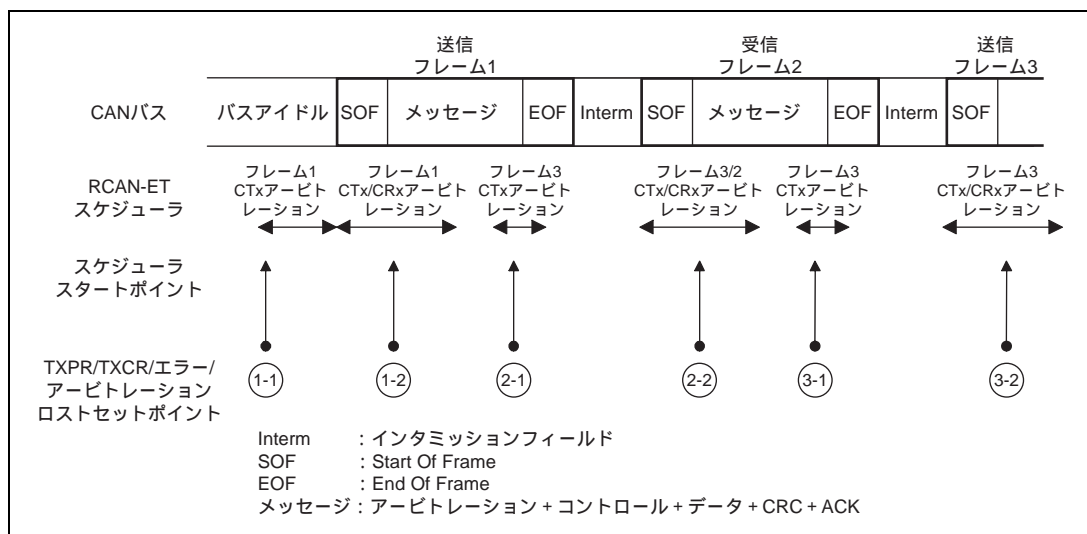 送信
フレーム1
受信
フレーム2
送信
フレーム3
CANバス
バスアイドル
SOF
メッセージ
EOF
Interm
SOF
メッセージ
EOF
Interm
SOF
RCAN-ET
スケジューラ
フレーム1
CTxアービト
レーション
フレーム1
CTx/CRxアービト
レーション
フレーム3
CTxアービト
レーション
フレーム3/2
CTx/CRxアービト
レーション
フレーム3
CTxアービト
レーション
フレーム3
CTx/CRxアービト
レーション
スケジューラ
スタートポイント
TXPR/TXCR/エラー/
アービトレーション
ロストセットポイント
1-1
1-2
2-1
2-2
3-1
3-2
Interm :インタミッションフィールド
SOF :Start Of Frame
EOF :End Of Frame
メッセージ:アービトレーション+コントロール+データ+CRC+ACK